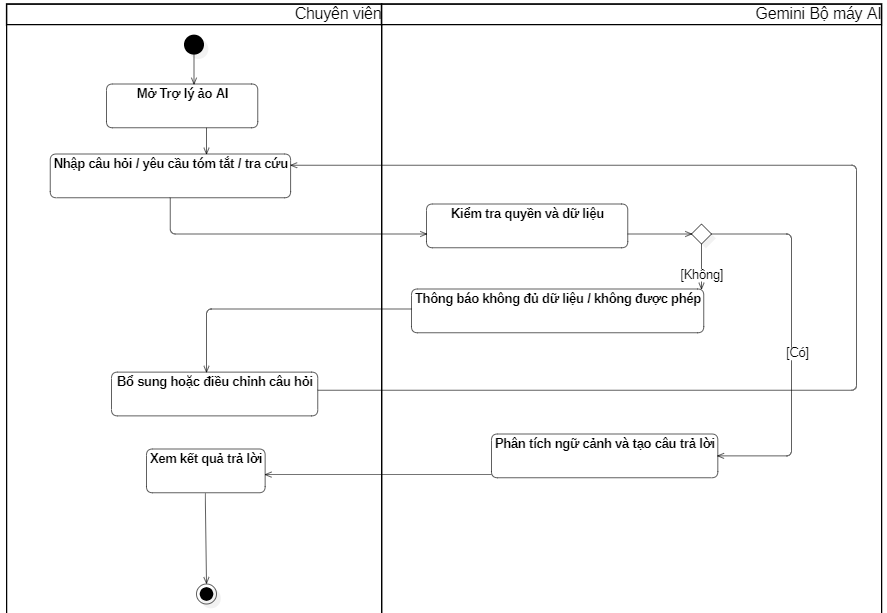 Chuyên viên
Gemini Bộ máy AI
Mở Trợ lý ảo AI
Nhập câu hỏi / yêu cầu tóm tắt / tra cứu
Kiểm tra quyền và dữ liệu
[Không]
Thông báo không đủ dữ liệu / không được phép
[Có]
Bổ sung hoặc điều chỉnh câu hỏi
Phân tích ngữ cảnh và tạo câu trả lời
Xem kết quả trả lời